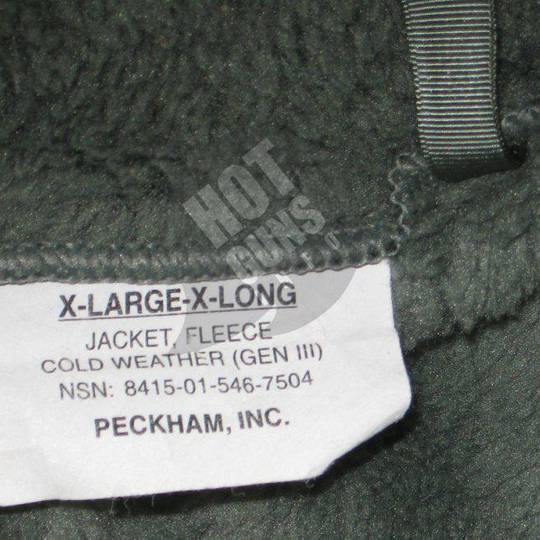 HOT
GUNS
X-LARGE-X-LONG
JACKET, FLEECE
COLD WEATHER (GEN III)
NSN: 8415-01-546-7504
PECKHAM, INC.